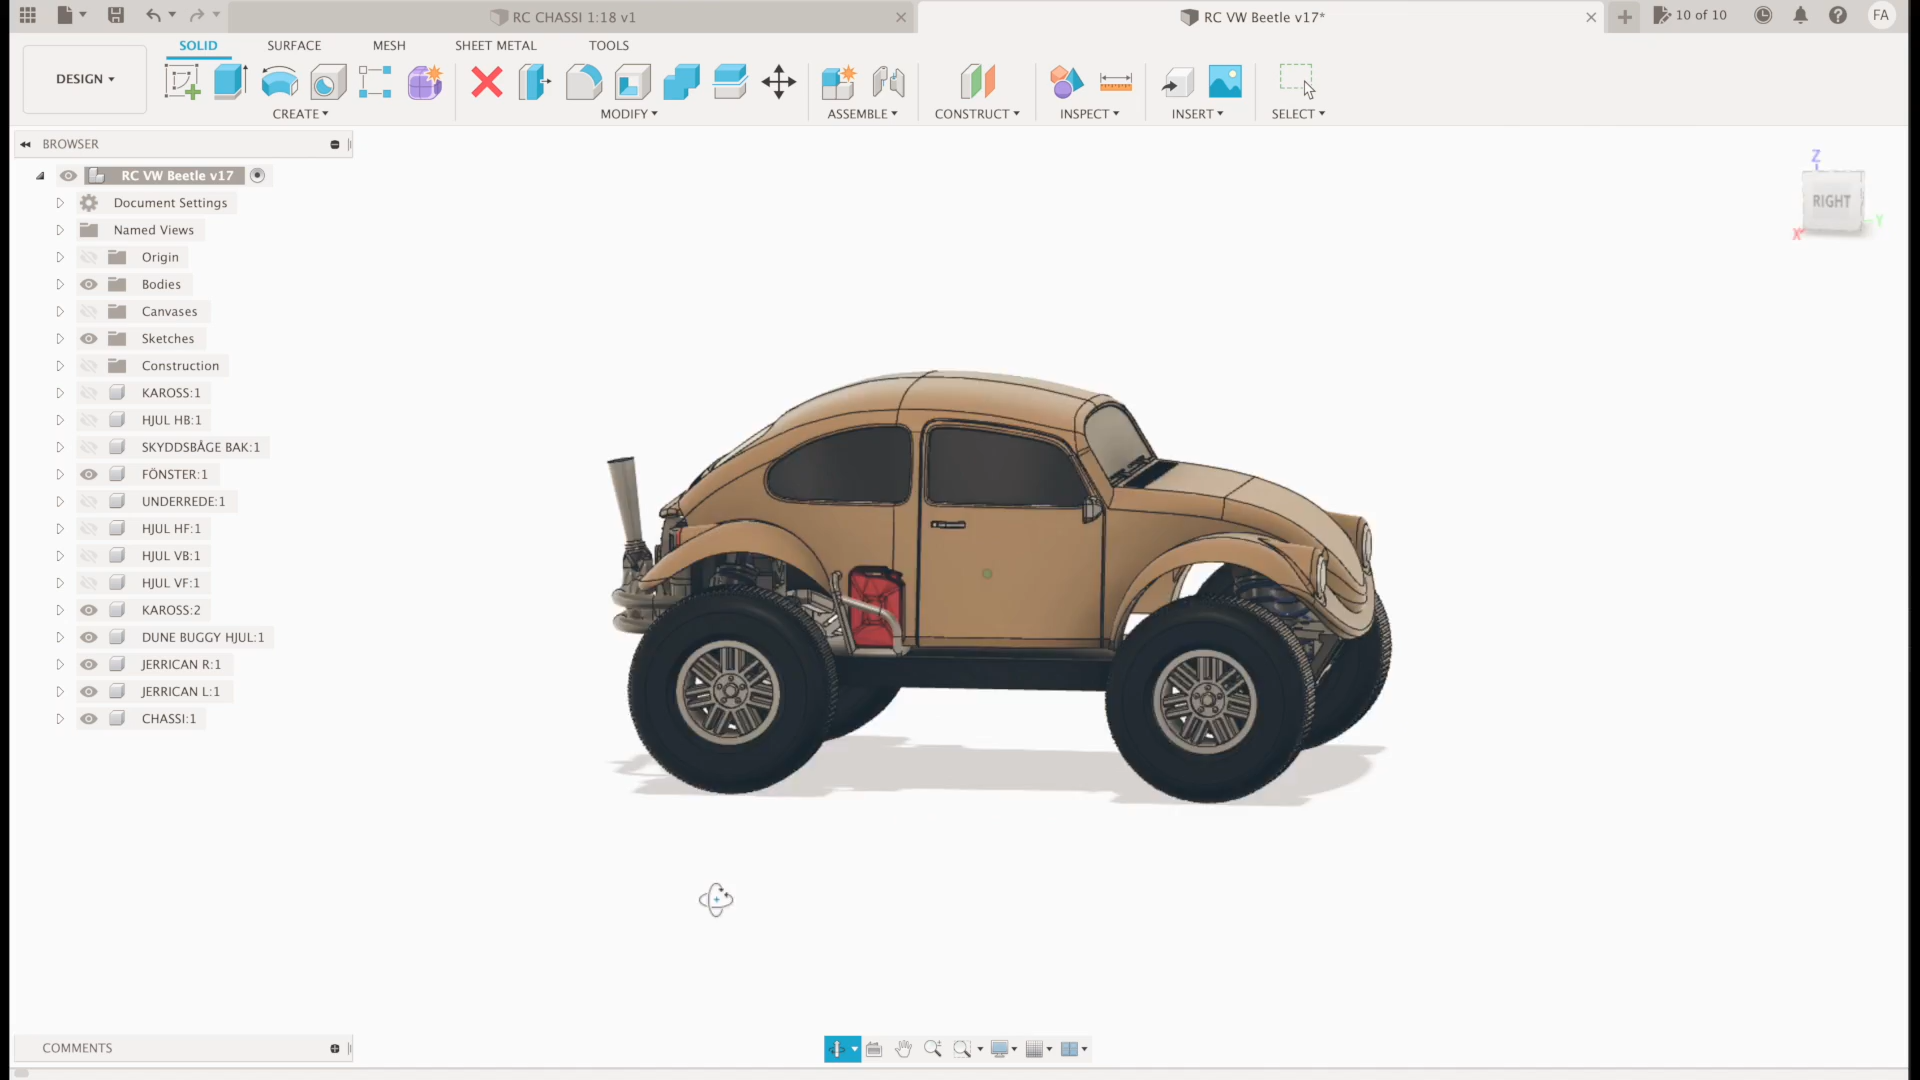 RC CHASSI 1:18 v1
RC VW Beetle v17*
10 of 10
FA
DESIGN
SOLID
SURFACE
MESH
SHEET METAL
TOOLS
CREATE
MODIFY
ASSEMBLE
CONSTRUCT
INSPECT
INSERT
SELECT
BROWSER
RC VW Beetle v17
Document Settings
Named Views
Origin
Bodies
Canvases
Sketches
Construction
KAROSS:1
HJUL HB:1
SKYDDSBÅGE BAK:1
FÖNSTER:1
UNDERREDE:1
HJUL HF:1
HJUL VB:1
HJUL VF:1
KAROSS:2
DUNE BUGGY HJUL:1
JERRICAN R:1
JERRICAN L:1
CHASSI:1
Z
RIGHT
Y
X
COMMENTS